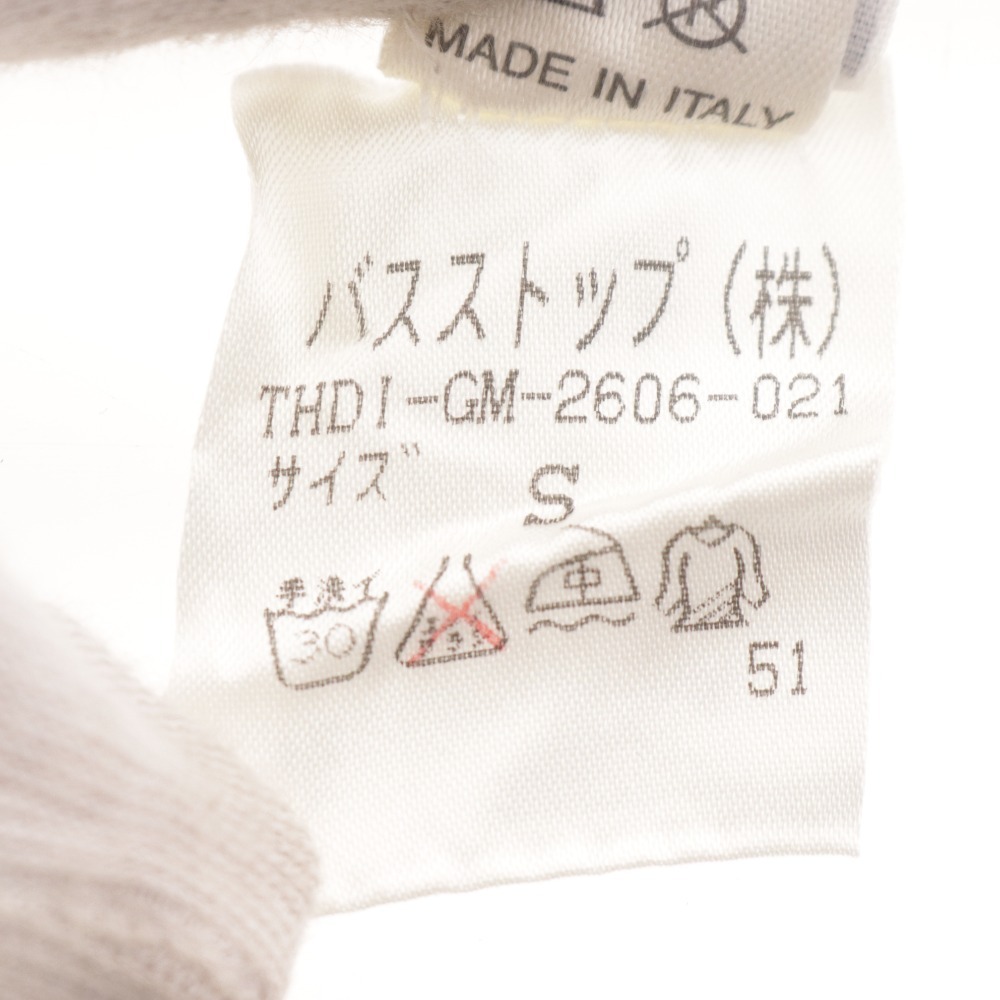 MADE IN ITALY
バスストップ(株)
THDI-GM-2606-021
サイズ S
手洗イ
30
中
51